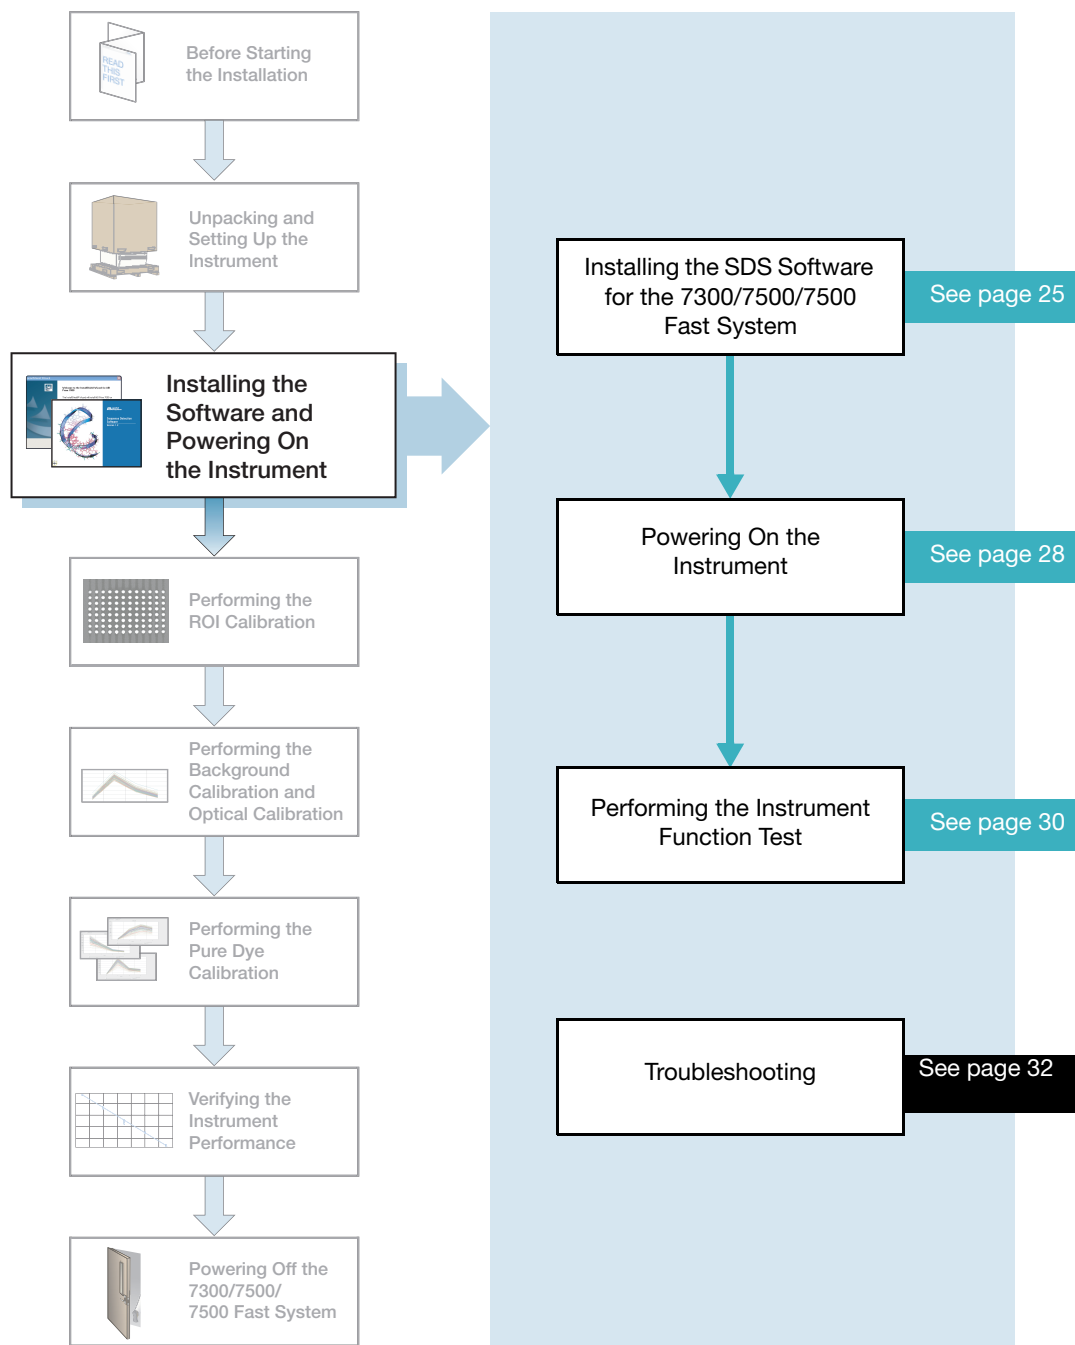 READ
THIS
FIRST
Before Starting
the Installation
Unpacking and
Setting Up the
Instrument
Installing the
Software and
Powering On
the Instrument
Performing the
ROI Calibration
Performing the
Background
Calibration and
Optical Calibration
Performing the
Pure Dye
Calibration
Verifying the
Instrument
Performance
Powering Off the
7300/7500/
7500 Fast System
Installing the SDS Software
for the 7300/7500/7500
Fast System
See page 25
Powering On the
Instrument
See page 28
Performing the Instrument
Function Test
See page 30
Troubleshooting
See page 32